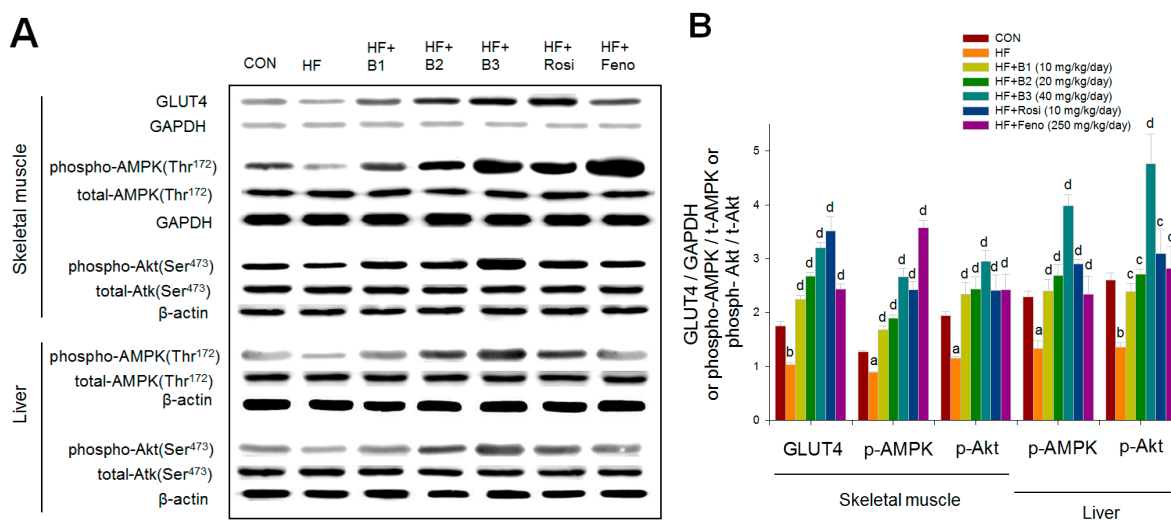 A
CON HF HF+ B1 HF+ B2 HF+ B3 HF+ Rosi HF+ Feno
Skeletal muscle
GLUT4
GAPDH
phospho-AMPK(Thr¹⁷²)
total-AMPK(Thr¹⁷²)
GAPDH
phospho-Akt(Ser⁴⁷³)
total-Atk(Ser⁴⁷³)
β-actin
Liver
phospho-AMPK(Thr¹⁷²)
total-AMPK(Thr¹⁷²)
β-actin
phospho-Akt(Ser⁴⁷³)
total-Atk(Ser⁴⁷³)
β-actin
B
CON
HF
HF+B1 (10 mg/kg/day)
HF+B2 (20 mg/kg/day)
HF+B3 (40 mg/kg/day)
HF+Rosi (10 mg/kg/day)
HF+Feno (250 mg/kg/day)
GLUT4 / GAPDH
or phospho-AMPK / t-AMPK or
phosph- Akt / t-Akt
5
4
3
2
1
0
b d d d d d
a d d d d d
a d d d d d
a d d d d d
b c c d c c
GLUT4 p-AMPK p-Akt p-AMPK p-Akt
Skeletal muscle
Liver